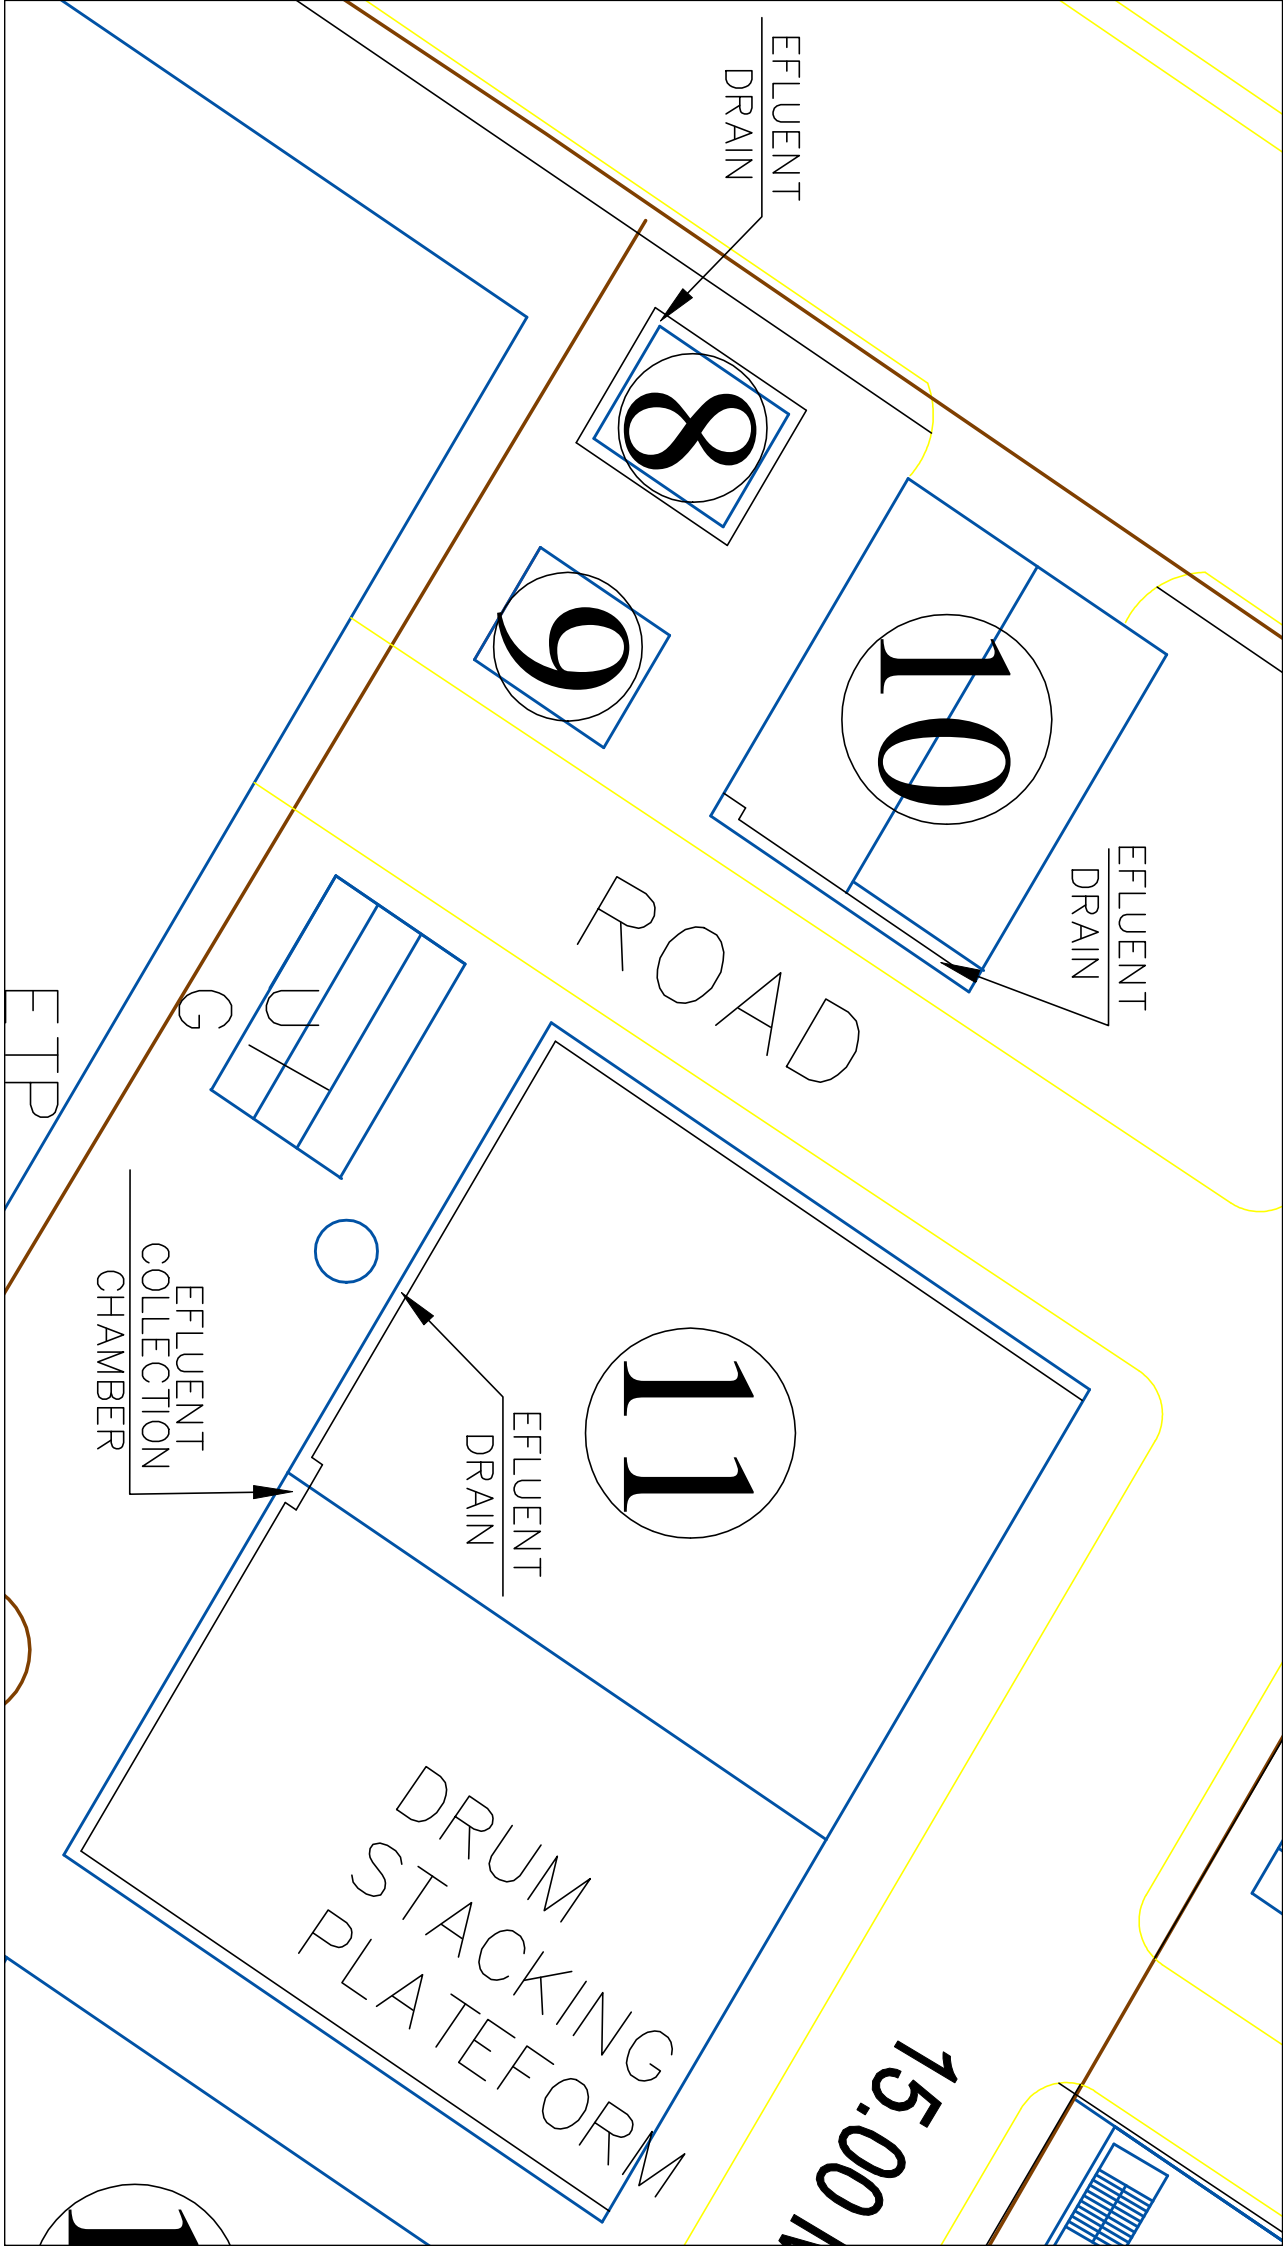 EFLUENT
DRAIN
8
9
10
EFLUENT
DRAIN
ROAD
U/
G
ETP
11
EFLUENT
DRAIN
EFLUENT
COLLECTION
CHAMBER
DRUM
STACKING
PLATEFORM
15.00